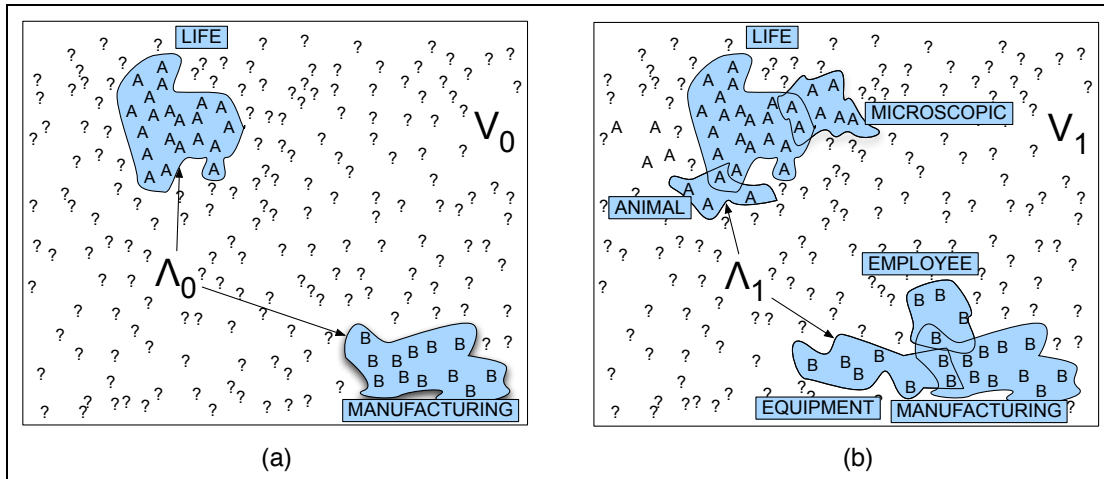 LIFE
V0
Λ0
MANUFACTURING
(a)
LIFE
MICROSCOPIC
V1
ANIMAL
EMPLOYEE
Λ1
EQUIPMENT
MANUFACTURING
(b)